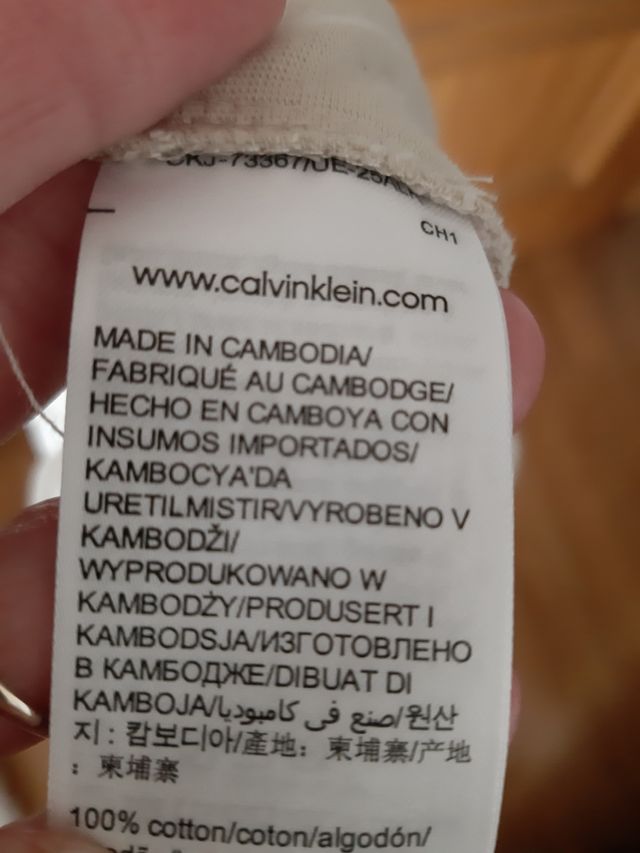 CH1
www.calvinklein.com
MADE IN CAMBODIA/
FABRIQUÉ AU CAMBODGE/
HECHO EN CAMBOYA CON
INSUMOS IMPORTADOS/
KAMBOCYA'DA
URETILMISTIR/VYROBENO V
KAMBODŽI/
WYPRODUKOWANO W
KAMBODŻY/PRODUSERT I
KAMBODSJA/ИЗГОТОВЛЕНО
В КАМБОДЖЕ/DIBUAT DI
KAMBOJA/صنع في كامبوديا/원산
지 : 캄보디아/產地：柬埔寨/产地
：柬埔寨
100% cotton/coton/algodón/